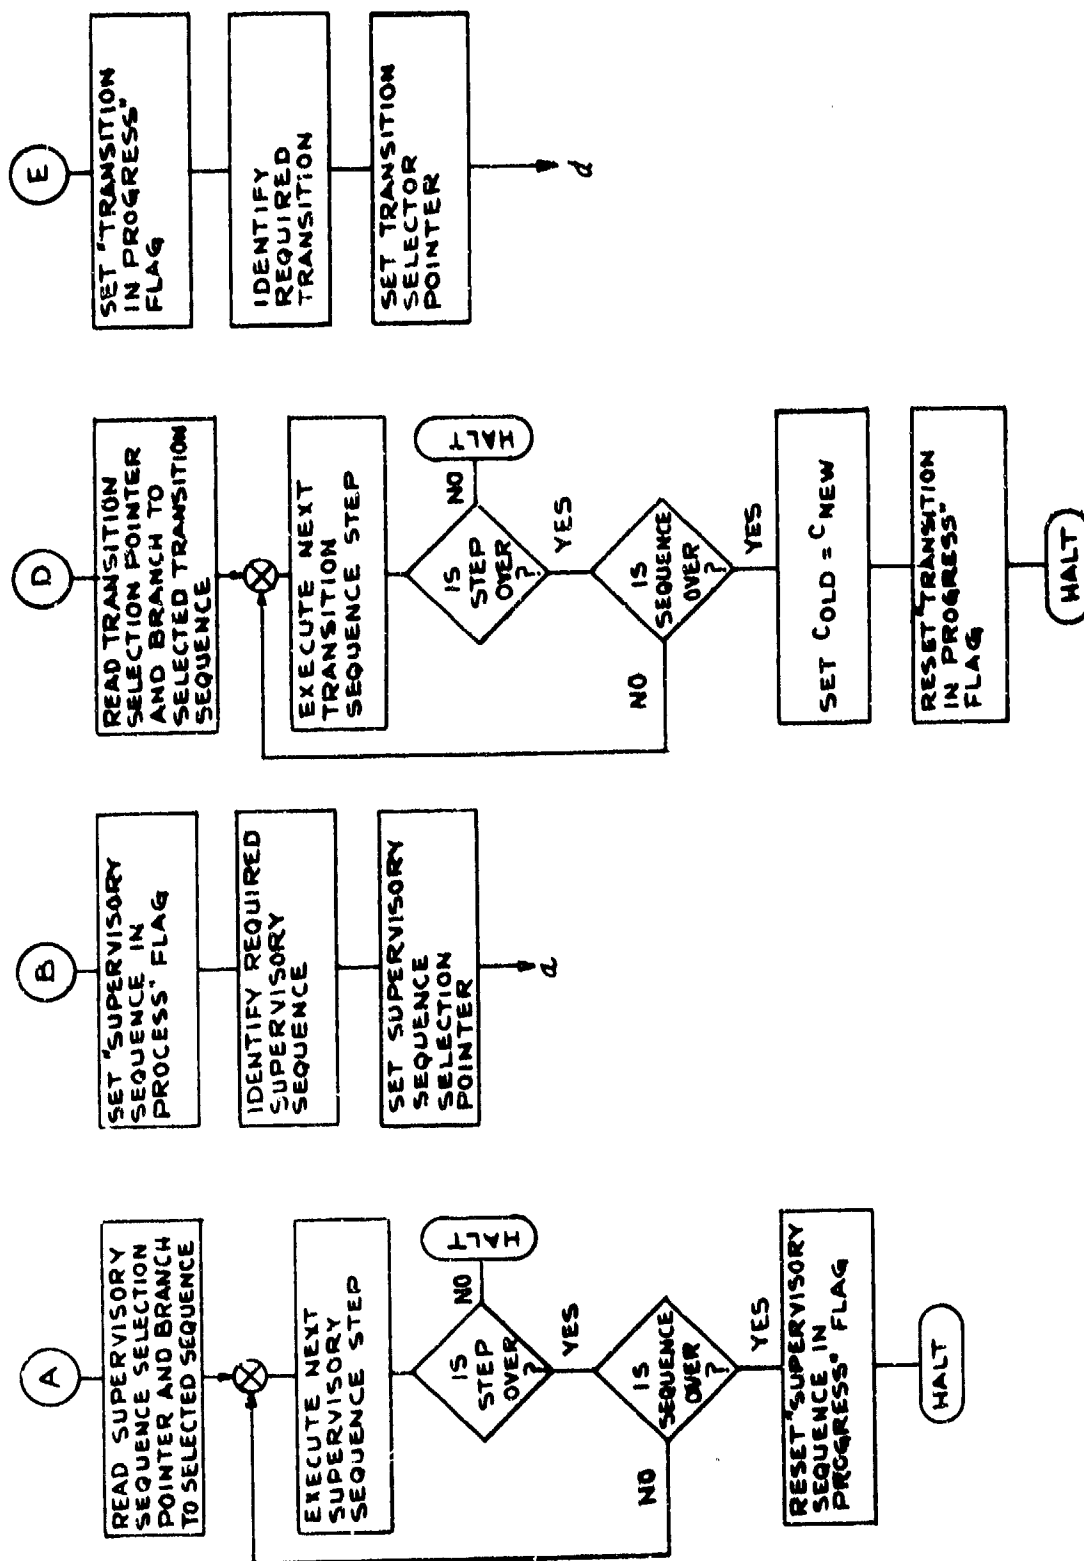 A
READ SUPERVISORY
SEQUENCE SELECTION
POINTER AND BRANCH
TO SELECTED SEQUENCE
EXECUTE NEXT
SUPERVISORY
SEQUENCE STEP
IS
STEP
OVER
?
NO
HALT
YES
IS
SEQUENCE
OVER
?
NO
YES
RESET "SUPERVISORY
SEQUENCE IN
PROGRESS" FLAG
HALT
B
SET "SUPERVISORY
SEQUENCE IN
PROCESS" FLAG
IDENTIFY REQUIRED
SUPERVISORY
SEQUENCE
SET SUPERVISORY
SEQUENCE
SELECTION
POINTER
a
D
READ TRANSITION
SELECTION POINTER
AND BRANCH TO
SELECTED TRANSITION
SEQUENCE
EXECUTE NEXT
TRANSITION
SEQUENCE STEP
IS
STEP
OVER
?
NO
HALT
YES
IS
SEQUENCE
OVER
?
NO
YES
SET COLD = CNEW
RESET "TRANSITION
IN PROGRESS"
FLAG
HALT
E
SET "TRANSITION
IN PROGRESS"
FLAG
IDENTIFY
REQUIRED
TRANSITION
SET TRANSITION
SELECTOR
POINTER
d